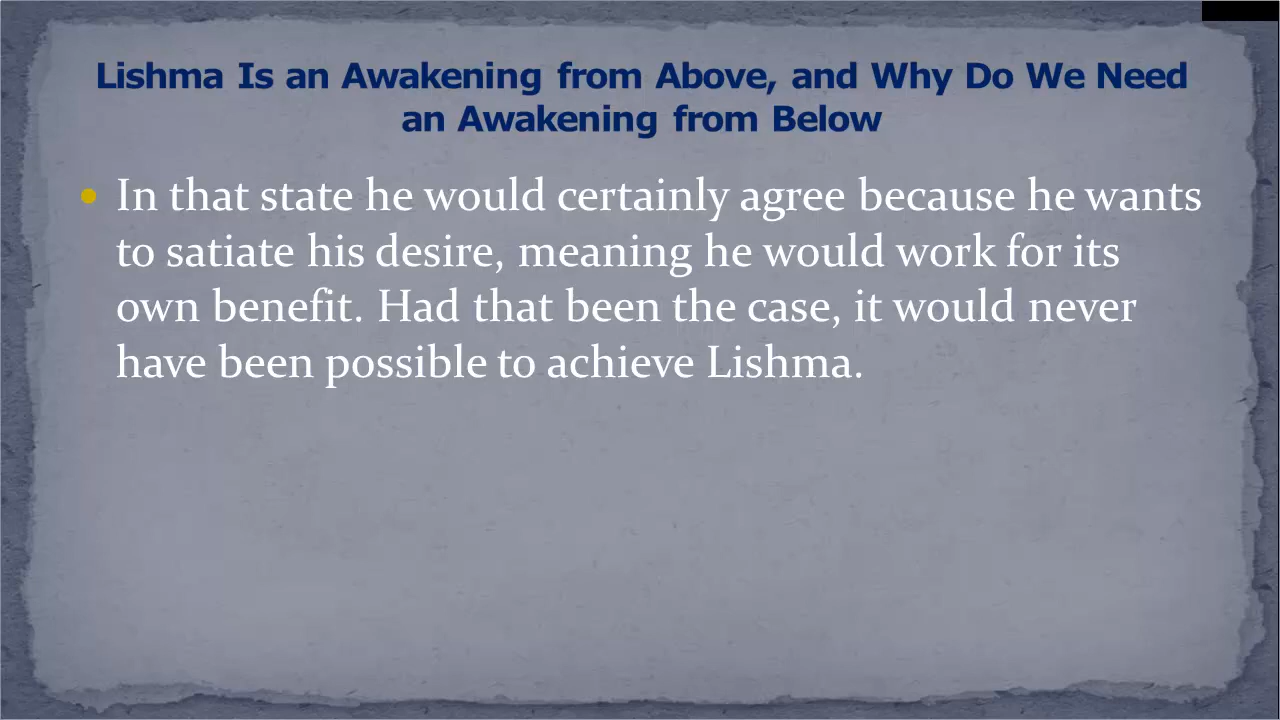 Lishma Is an Awakening from Above, and Why Do We Need
an Awakening from Below
• In that state he would certainly agree because he wants
to satiate his desire, meaning he would work for its
own benefit. Had that been the case, it would never
have been possible to achieve Lishma.